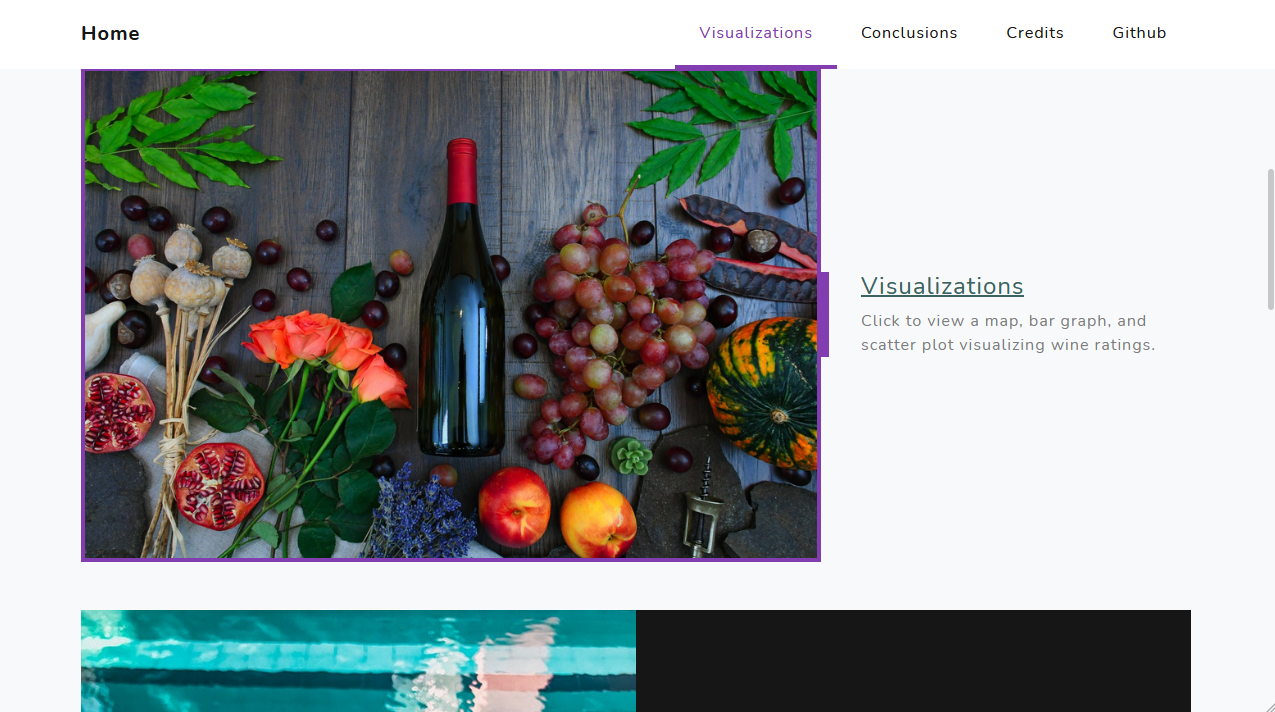 Home
Visualizations
Conclusions
Credits
Github
Visualizations
Click to view a map, bar graph, and
scatter plot visualizing wine ratings.